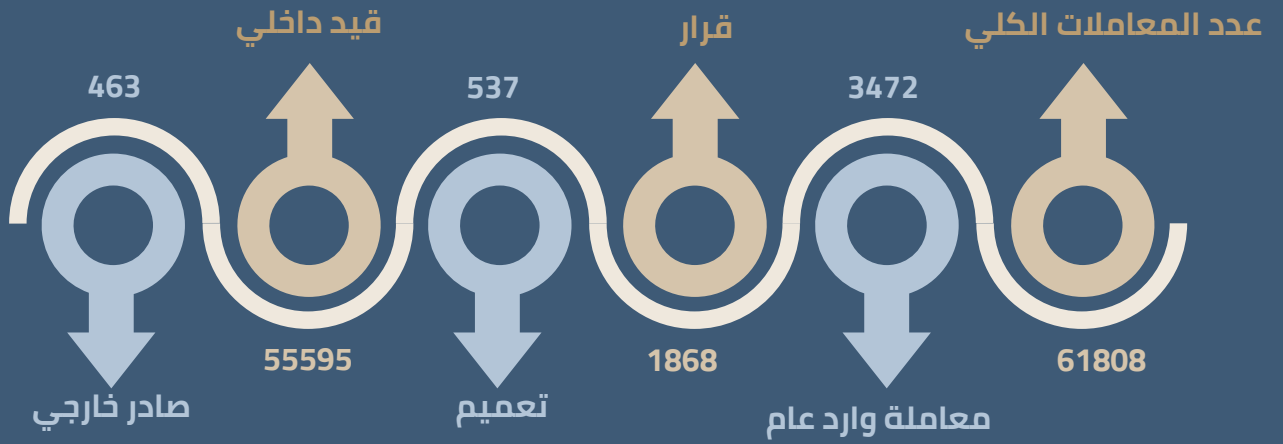 عدد المعاملات الكلي
61808
3472
معاملة وارد عام
قرار
1868
537
تعميم
قيد داخلي
55595
463
صادر خارجي